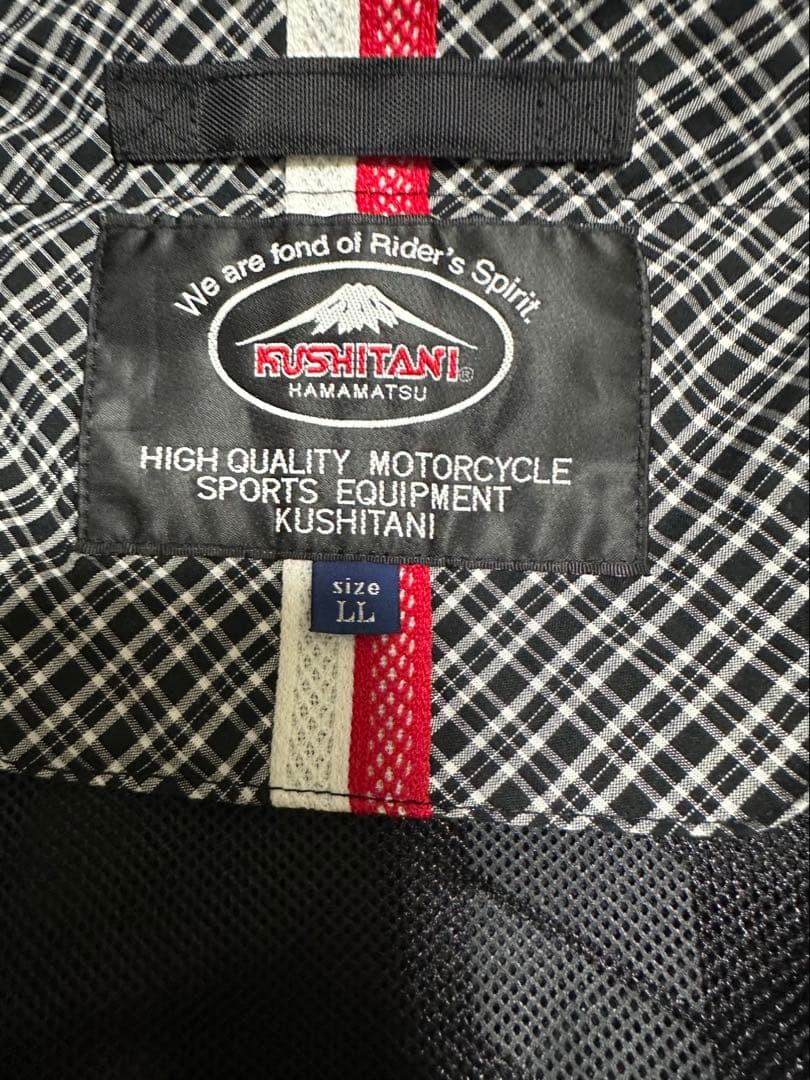 We are fond of Rider's Spirit.
KUSHITANI®
HAMAMATSU
HIGH QUALITY MOTORCYCLE
SPORTS EQUIPMENT
KUSHITANI
size
LL